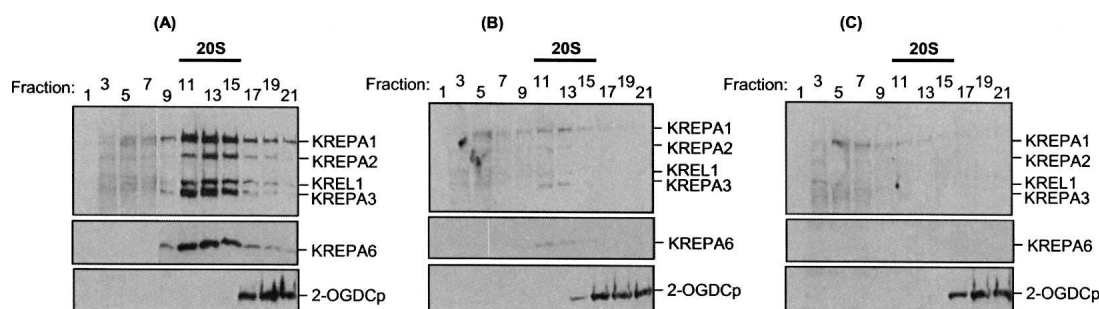 (A)
20S
Fraction: 1 3 5 7 9 11 13 15 17 19 21
KREPA1
KREPA2
KREL1
KREPA3
KREPA6
2-OGDCp
(B)
20S
Fraction: 1 3 5 7 9 11 13 15 17 19 21
KREPA1
KREPA2
KREL1
KREPA3
KREPA6
2-OGDCp
(C)
20S
Fraction: 1 3 5 7 9 11 13 15 17 19 21
KREPA1
KREPA2
KREL1
KREPA3
KREPA6
2-OGDCp